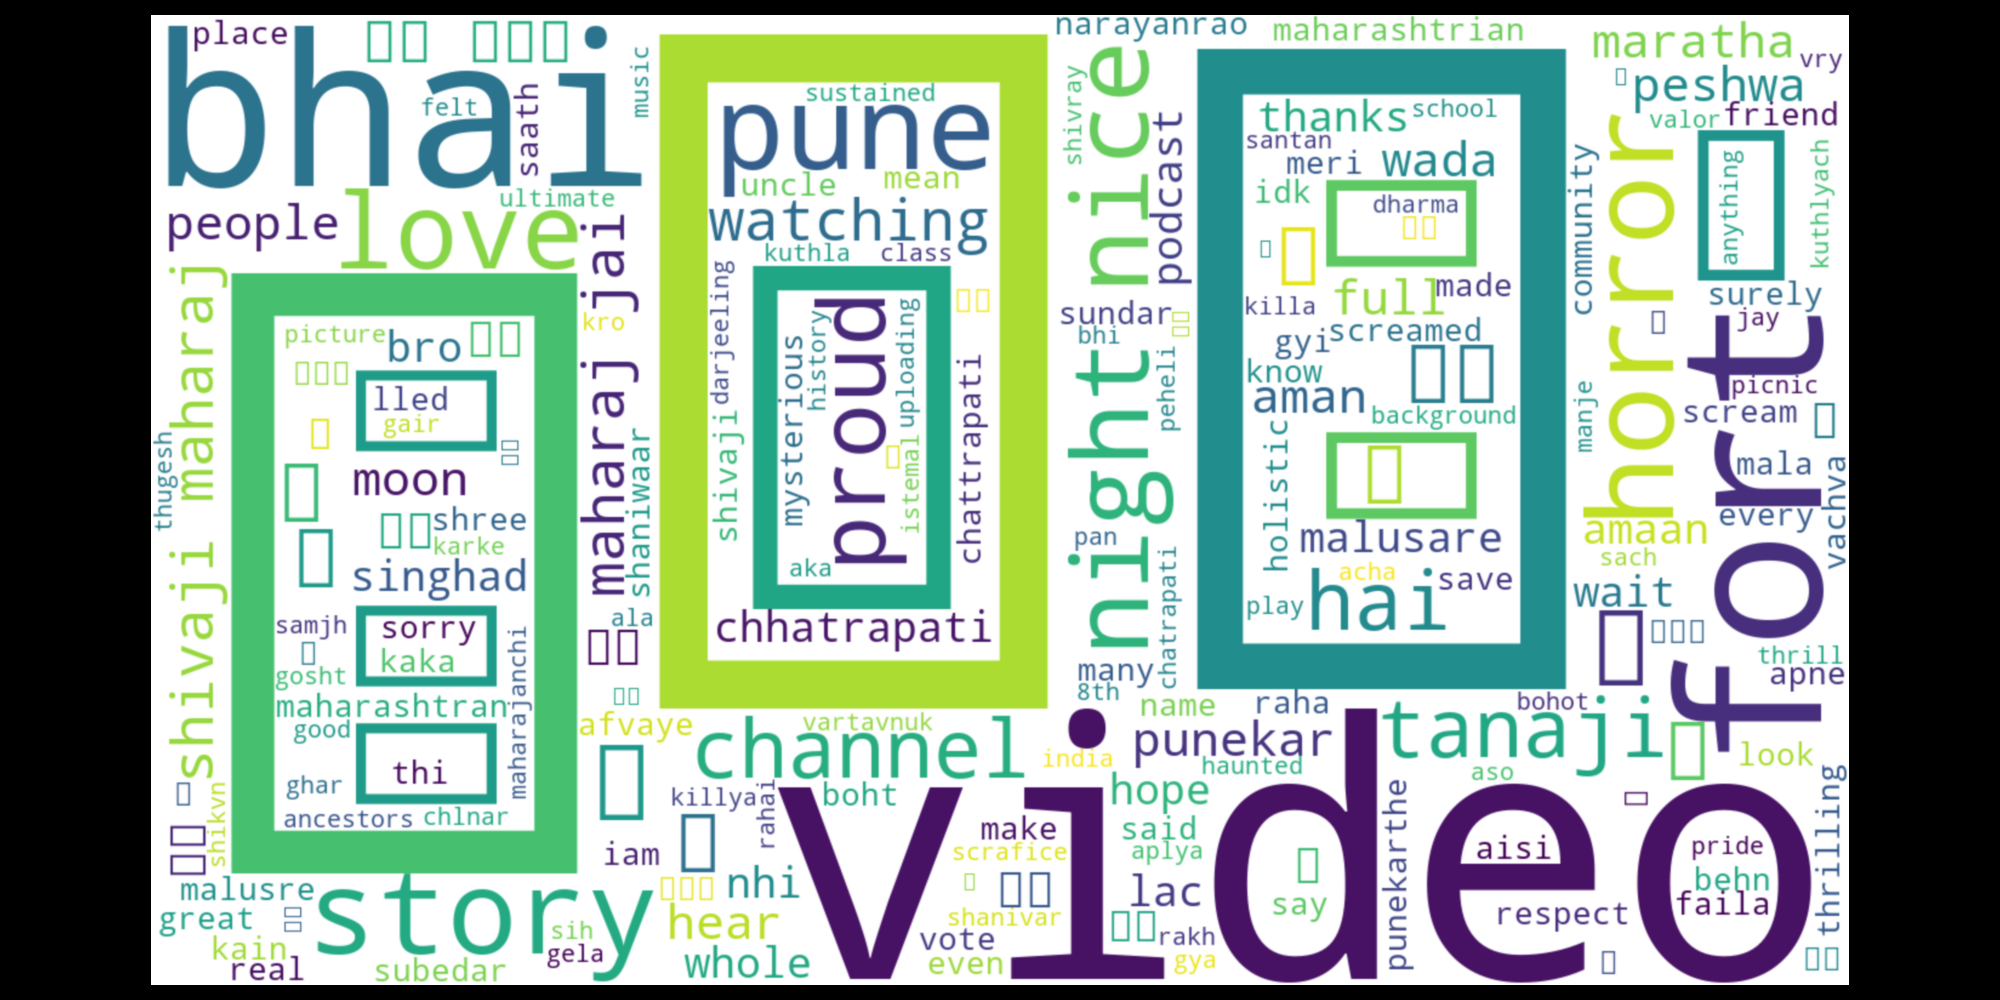 place
bhai
felt
saath
music
people
love
ultimate
shivaji maharaj
thugesh
maharaj jai
kro
shaniwaar
picture
bro
lled
gair
moon
shree
karke
singhad
samjh
sorry
kaka
gosht
maharashtran
good
thi
ghar
maharajanchi
ancestors
chlnar
shikvn
malusre
great
kain
real
story
subedar
sih
gela
ala
afvaye
iam
sustained
pune
uncle
mean
watching
kuthla
class
darjeeling
shivaji
mysterious
history
proud
uploading
istemal
chattrapati
aka
chhatrapati
vartavnuk
channel
india
killya
rahai
boht
nhi
hear
whole
video
make
scrafice
shanivar
vote
even
narayanrao
maharashtrian
shivray
nice
podcast
sundar
bhi
night
peheli
pan
chatrapati
many
8th
name
raha
punekar
haunted
hope
said
aplya
lac
rakh
gya
say
thanks
school
santan
meri
wada
idk
dharma
killa
full
made
gyi
screamed
know
aman
background
holistic
malusare
acha
save
play
hai
bohot
tanaji
aso
punekarthe
aisi
respect
maratha
vry
peshwa
valor
friend
community
horror
anything
kuthlyach
surely
jay
fort
picnic
scream
manje
mala
every
vachva
amaan
sach
wait
thrill
apne
look
pride
behn
faila
thrilling